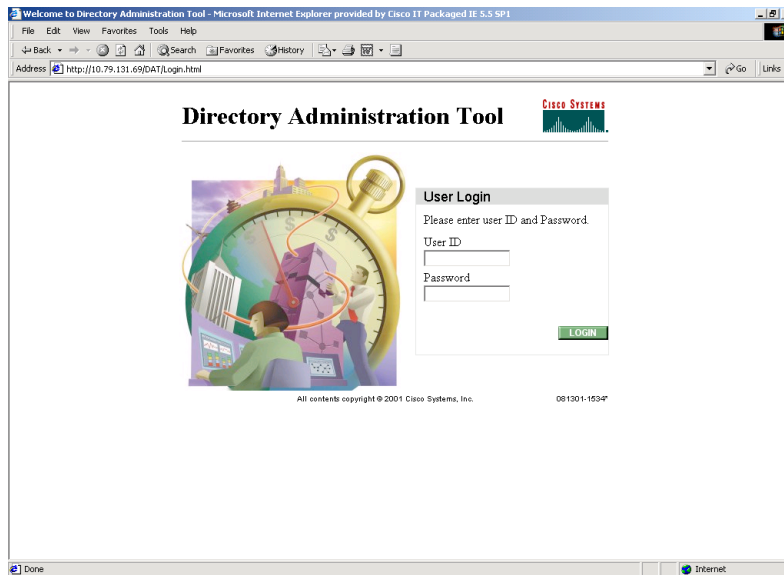 Welcome to Directory Administration Tool - Microsoft Internet Explorer provided by Cisco IT Packaged IE 5.5 SP1
File Edit View Favorites Tools Help
Back Search Favorites History
Address http://10.79.131.69/DAT/Login.html Go Links
Directory Administration Tool
CISCO SYSTEMS
User Login
Please enter user ID and Password.
User ID
Password
LOGIN
All contents copyright © 2001 Cisco Systems, Inc. 081301-1534*
Done Internet